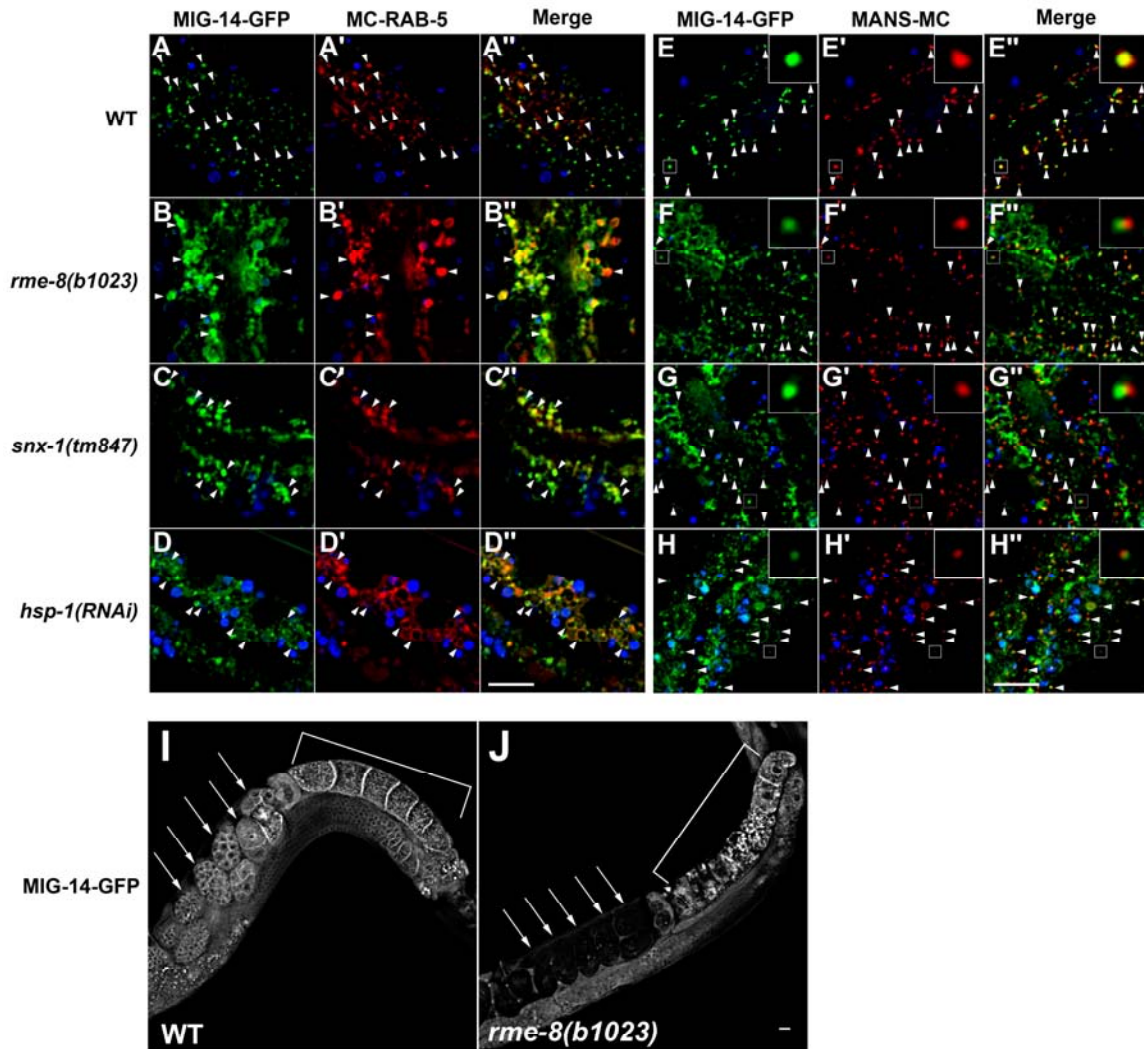 MIG-14-GFP MC-RAB-5 Merge MIG-14-GFP MANS-MC Merge
WT A A' A'' E E' E''
rme-8(b1023) B B' B'' F F' F''
snx-1(tm847) C C' C'' G G' G''
hsp-1(RNAi) D D' D'' H H' H''
I J
MIG-14-GFP
WT rme-8(b1023)